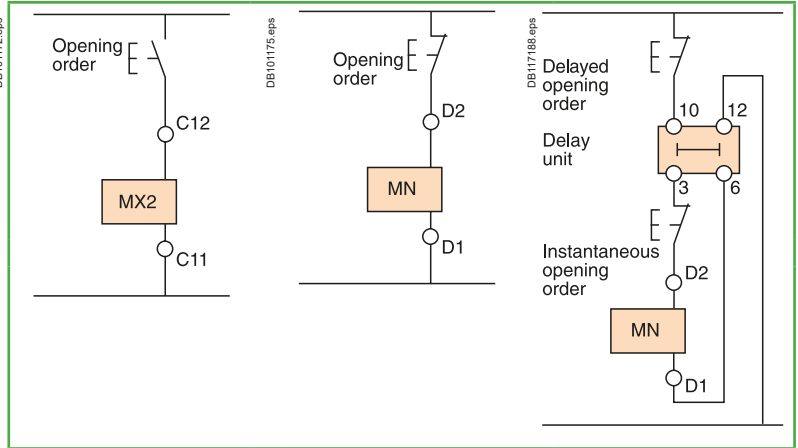 Opening
order
C12
MX2
C11
DB101175.eps
Opening
order
D2
MN
D1
DB117188.eps
Delayed
opening
order
10
12
Delay
unit
3
6
Instantaneous
opening
order
D2
MN
D1